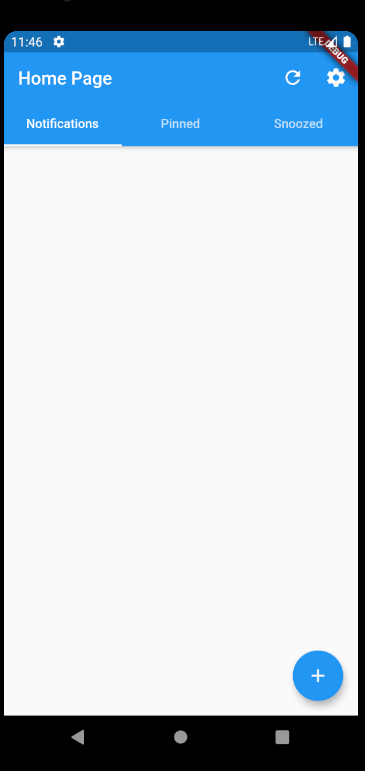 11:46 LTE
DEBUG
Home Page
Notifications Pinned Snoozed